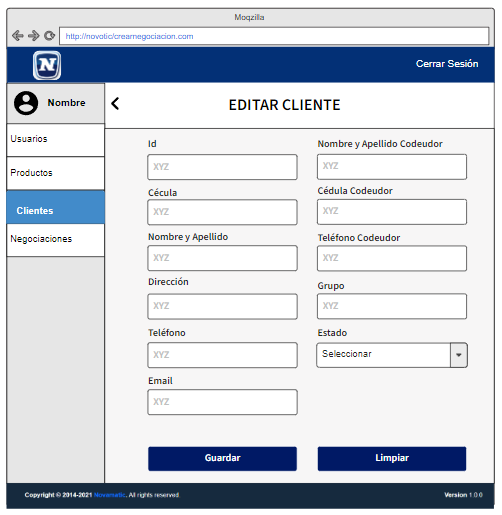 Moqzilla
http://novotic/crearnegociacion.com
N
Cerrar Sesión
Nombre
EDITAR CLIENTE
Usuarios
Productos
Clientes
Negociaciones
Id
XYZ
Cécula
XYZ
Nombre y Apellido
XYZ
Dirección
XYZ
Teléfono
XYZ
Email
XYZ
Nombre y Apellido Codeudor
XYZ
Cédula Codeudor
XYZ
Teléfono Codeudor
XYZ
Grupo
XYZ
Estado
Seleccionar
Guardar
Limpiar
Copyright © 2014-2021 Novomatic. All rights reserved.
Version 1.0.0